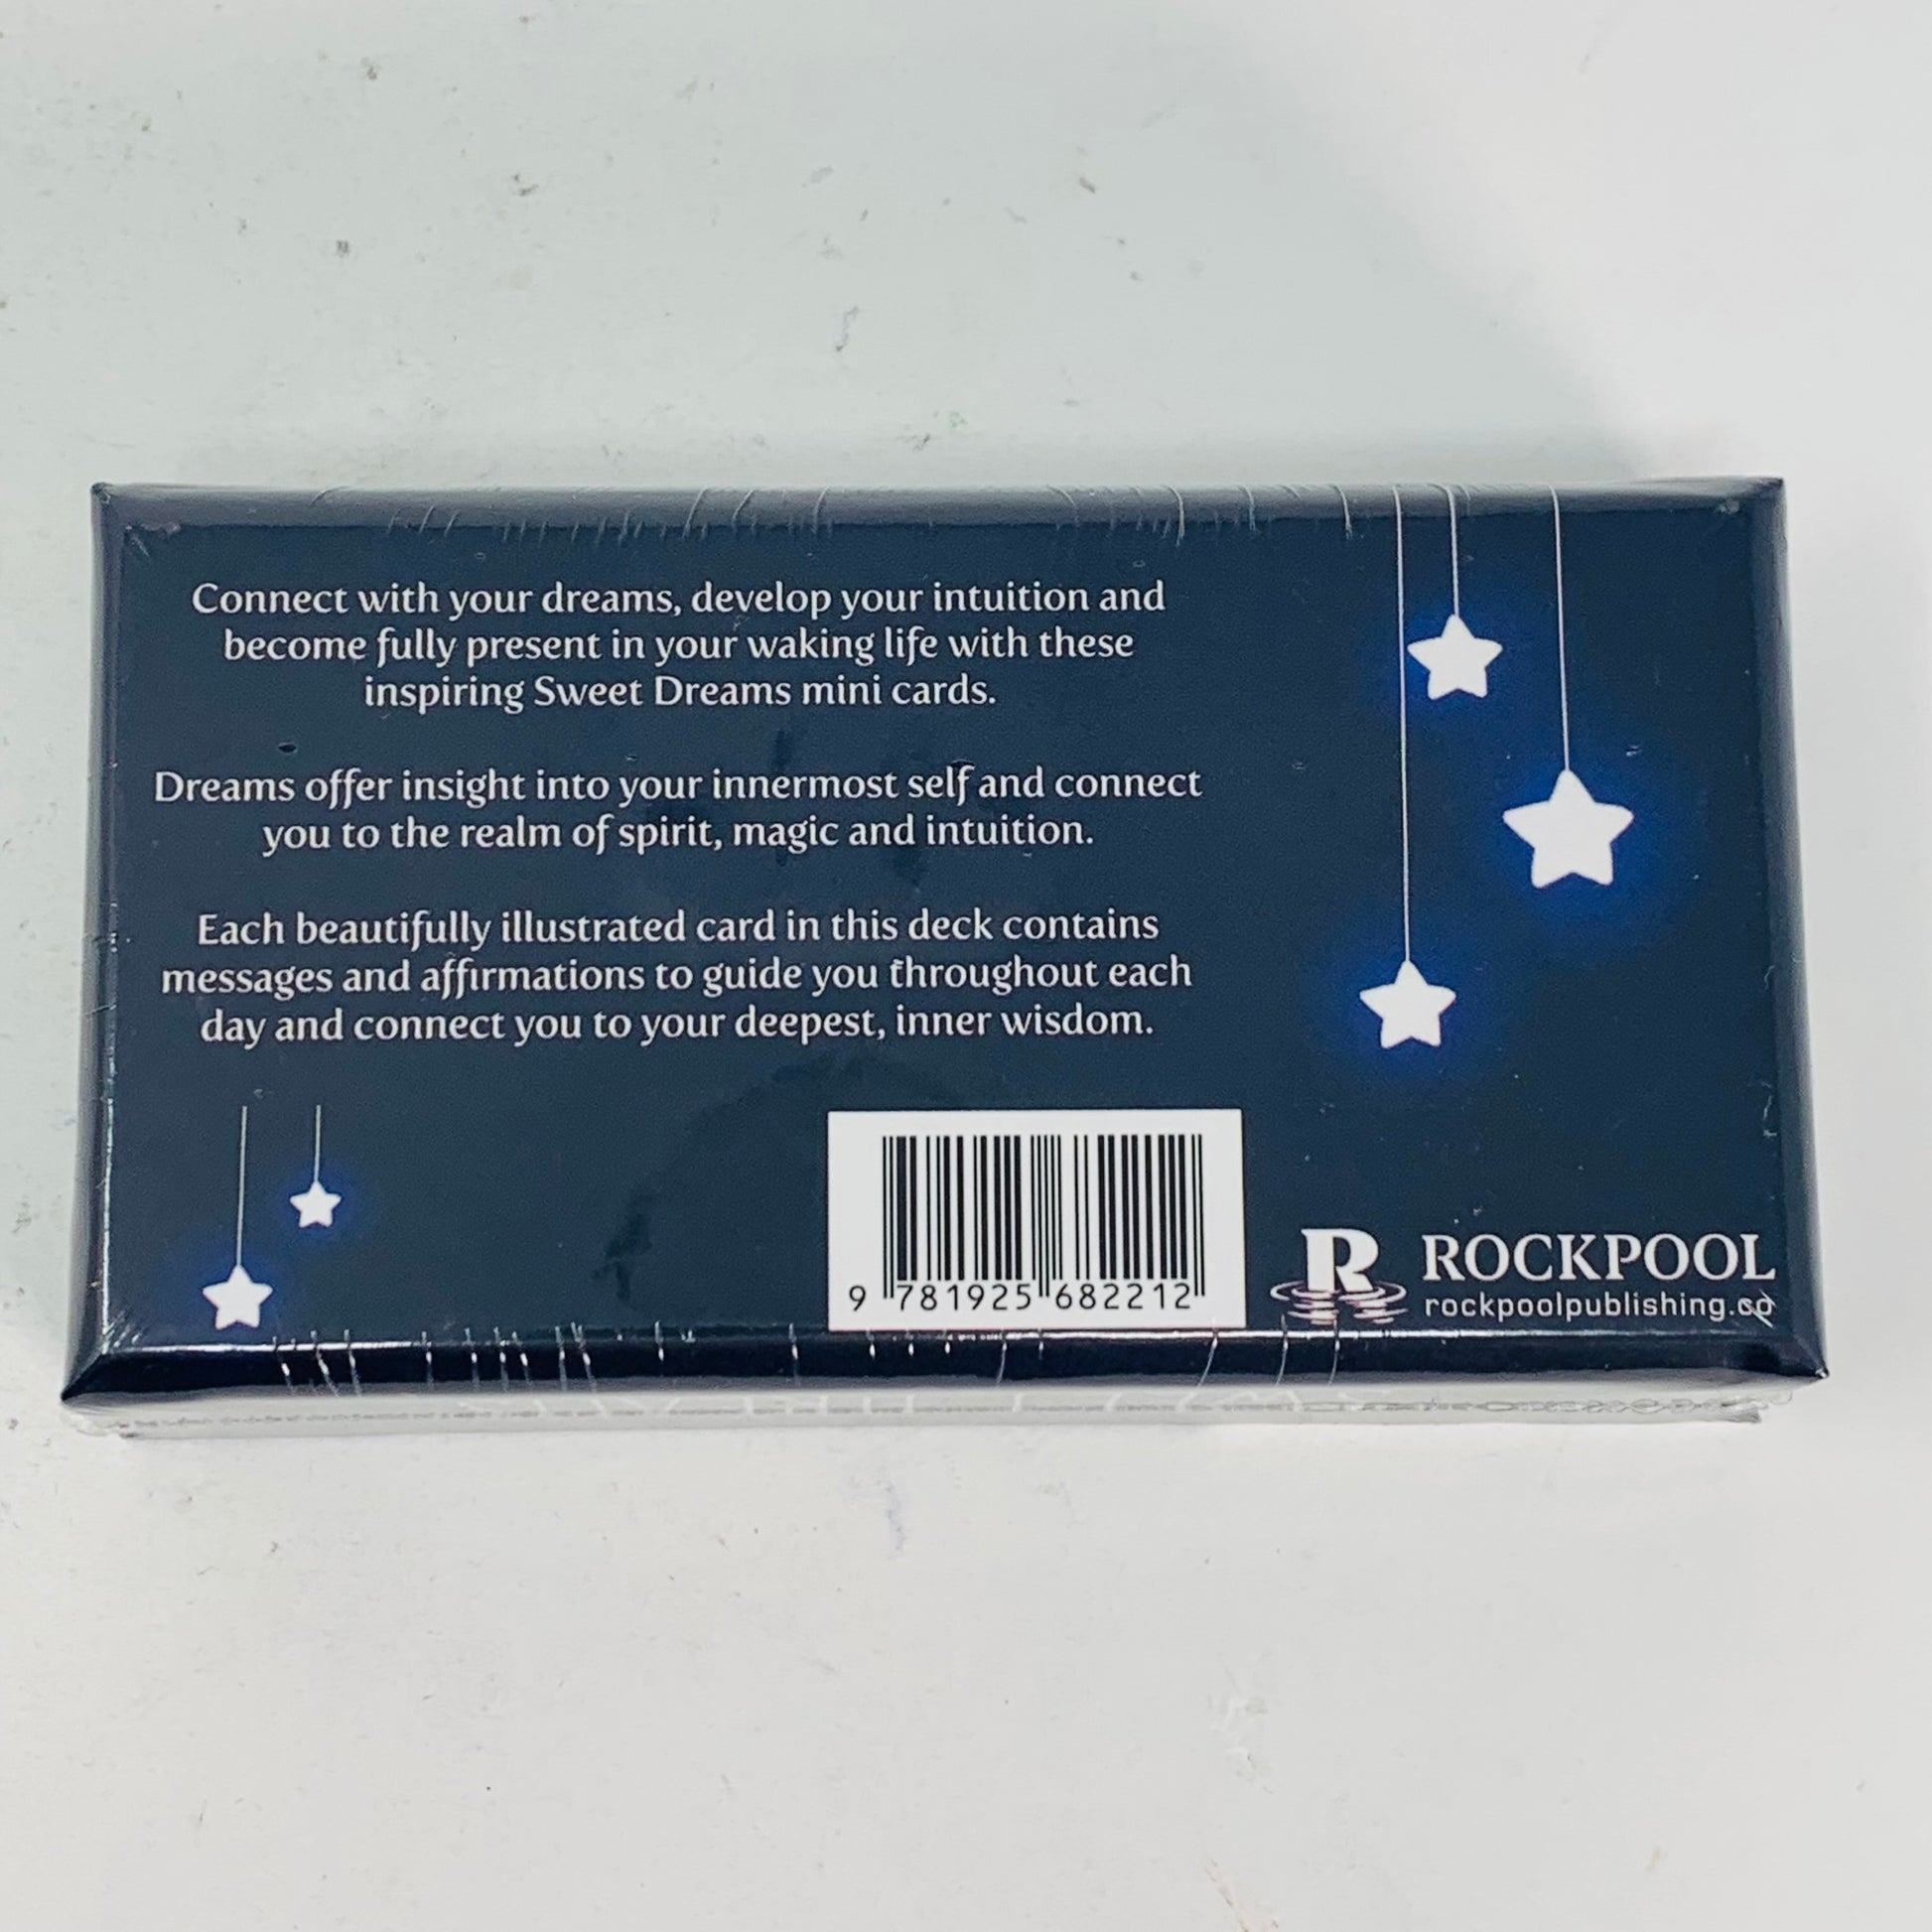 Connect with your dreams, develop your intuition and
become fully present in your waking life with these
inspiring Sweet Dreams mini cards.
Dreams offer insight into your innermost self and connect
you to the realm of spirit, magic and intuition.
Each beautifully illustrated card in this deck contains
messages and affirmations to guide you throughout each
day and connect you to your deepest, inner wisdom.
9 781925 682212
R ROCKPOOL
rockpoolpublishing.co